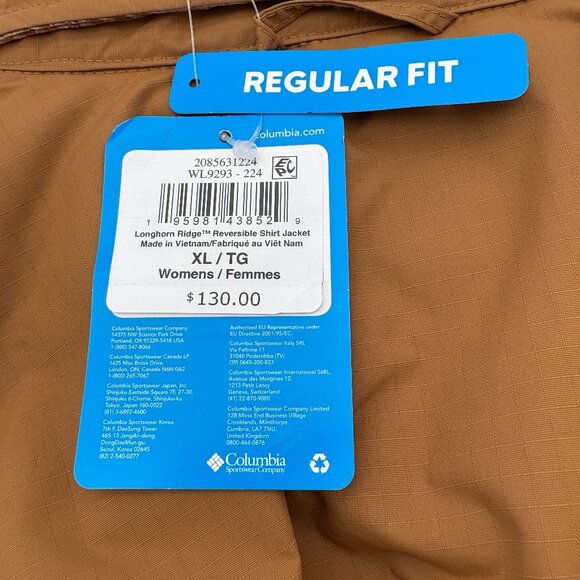 REGULAR FIT
columbia.com
2085631224
WL9293 - 224
EPC
1 95981 43852 9
Longhorn Ridge™ Reversible Shirt Jacket
Made in Vietnam/Fabriqué au Viêt Nam
XL / TG
Womens / Femmes
$ 130.00
Columbia Sportswear Company
14375 NW Science Park Drive
Portland, OR 97229-5418 USA
1-(800) 547-8066
Columbia Sportswear Canada LP
1425 Max Brose Drive,
London, ON, Canada N6N 0A2
1-(800) 265-7067
Columbia Sportswear Japan, Inc
Shinjuku Eastside Square 7F, 27-30,
Shinjuku 6-Chome, Shinjuku-ku
Tokyo, Japan 160-0022
(81) 3-6892-4600
Columbia Sportswear Korea
7th F. DaeSung Tower
465-13 JangAn-dong,
DongDaeMun-gu,
Seoul, Korea 02645
(82) 2-540-0277
Authorized EU Representative under
EU Directive 2001/95/EC:
Columbia Sportswear Italy SRL
Via Feltrina 11
31040 Pederobba (TV)
(39) 0645-200-823
Columbia Sportswear International SàRL,
Avenue des Morgines 12,
1213 Petit Lancy
Geneva, Switzerland
(41) 22-870-9000
Columbia Sportswear Company Limited
12B Moss End Business Village
Crooklands, Milnthorpe,
Cumbria, LA7 7NU,
United Kingdom
0800-464-0876
Columbia
Sportswear Company